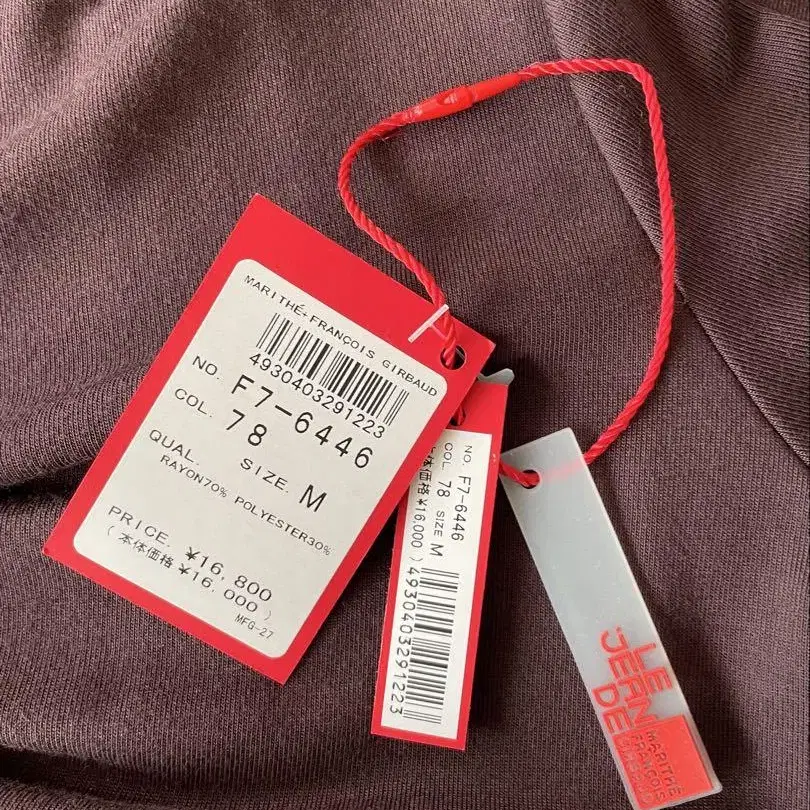 MARITHÉ+FRANÇOIS GIRBAUD
4930403291223
NO. F7-6446
COL. 78 SIZE. M
QUAL.
RAYON70% POLYESTER30%
PRICE. ¥16,800
(本体価格 ¥16,000)
MFG-27
NO. F7-6446
COL. 78 SIZE M
本体価格¥16,000)
4930403291223
LE
JEAN
DE
MARITHÉ
FRANÇOIS